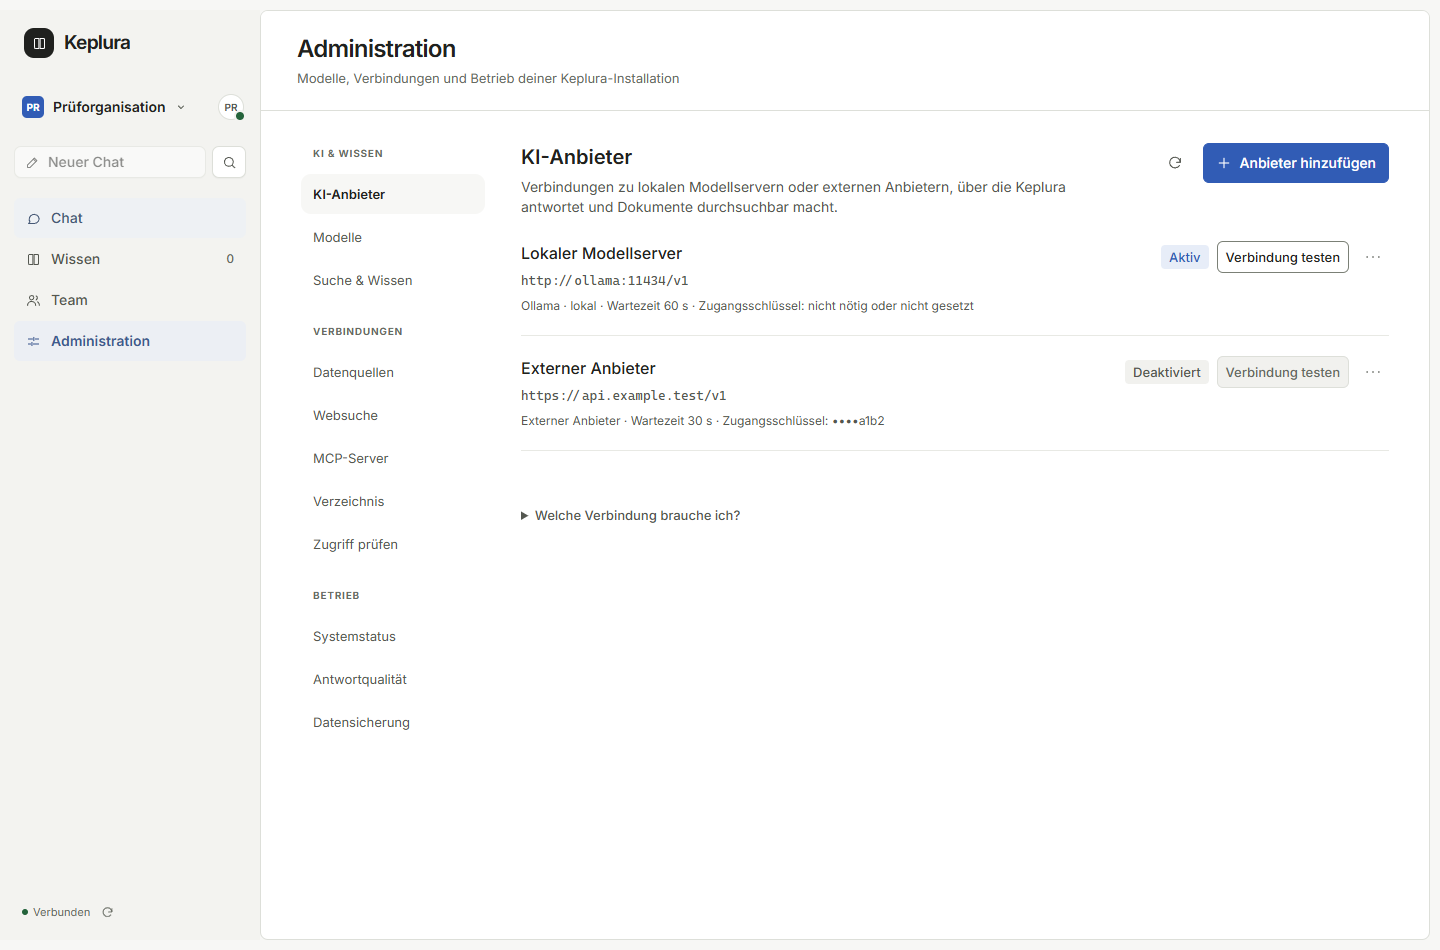 Keplura
PR Prüforganisation PR
Neuer Chat
Chat
Wissen 0
Team
Administration
Verbunden
Administration
Modelle, Verbindungen und Betrieb deiner Keplura-Installation
KI & WISSEN
KI-Anbieter
Modelle
Suche & Wissen
VERBINDUNGEN
Datenquellen
Websuche
MCP-Server
Verzeichnis
Zugriff prüfen
BETRIEB
Systemstatus
Antwortqualität
Datensicherung
KI-Anbieter
Anbieter hinzufügen
Verbindungen zu lokalen Modellservern oder externen Anbietern, über die Keplura
antwortet und Dokumente durchsuchbar macht.
Lokaler Modellserver
Aktiv Verbindung testen ···
http://ollama:11434/v1
Ollama · lokal · Wartezeit 60 s · Zugangsschlüssel: nicht nötig oder nicht gesetzt
Externer Anbieter
Deaktiviert Verbindung testen ···
https://api.example.test/v1
Externer Anbieter · Wartezeit 30 s · Zugangsschlüssel: ••••a1b2
Welche Verbindung brauche ich?